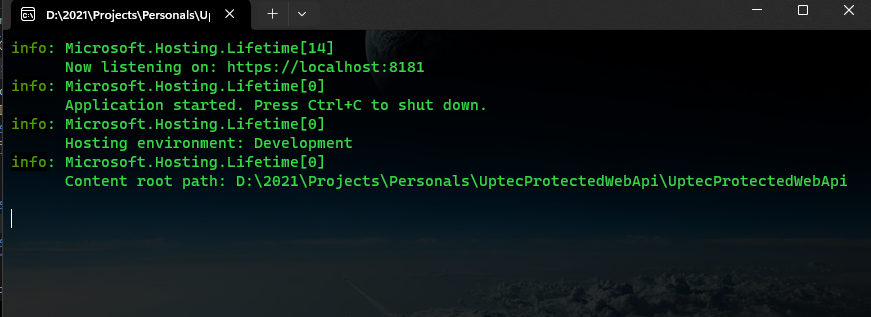 D:\2021\Projects\Personals\U
info: Microsoft.Hosting.Lifetime[14]
Now listening on: https://localhost:8181
info: Microsoft.Hosting.Lifetime[0]
Application started. Press Ctrl+C to shut down.
info: Microsoft.Hosting.Lifetime[0]
Hosting environment: Development
info: Microsoft.Hosting.Lifetime[0]
Content root path: D:\2021\Projects\Personals\UptecProtectedWebApi\UptecProtectedWebApi